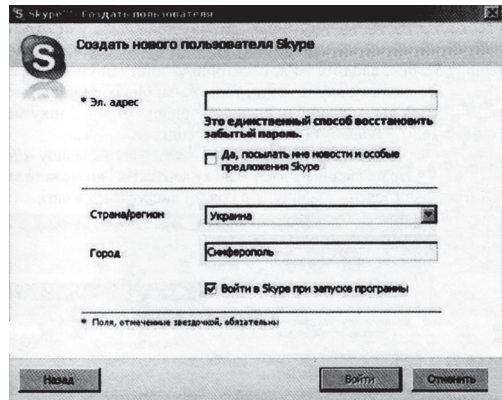 Skype™ - Создать пользователя
Создать нового пользователя Skype
* Эл. адрес
Это единственный способ восстановить
забытый пароль.
Да, посылать мне новости и особые
предложения Skype
Страна/регион
Украина
Город
Симферополь
Войти в Skype при запуске программы
* Поля, отмеченные звездочкой, обязательны
Назад
Войти
Отменить